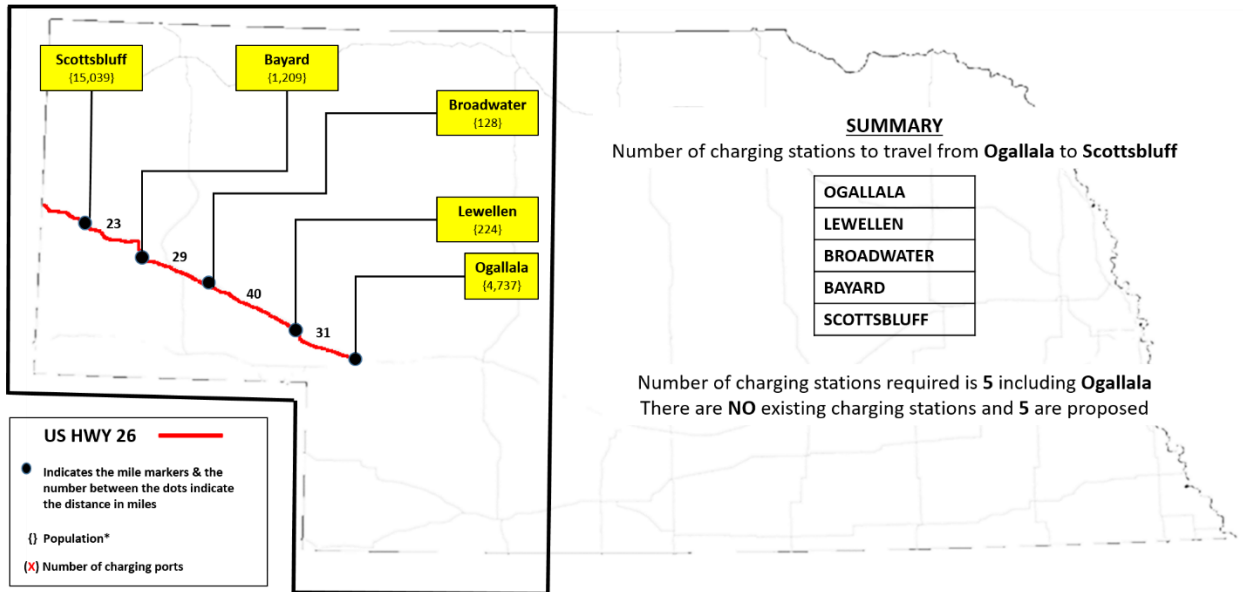 Scottsbluff
{15,039}
Bayard
{1,209}
Broadwater
{128}
Lewellen
{224}
Ogallala
{4,737}
23
29
40
31
US HWY 26
Indicates the mile markers & the
number between the dots indicate
the distance in miles
{} Population*
(X) Number of charging ports
SUMMARY
Number of charging stations to travel from Ogallala to Scottsbluff
OGALLALA
LEWELLEN
BROADWATER
BAYARD
SCOTTSBLUFF
Number of charging stations required is 5 including Ogallala
There are NO existing charging stations and 5 are proposed